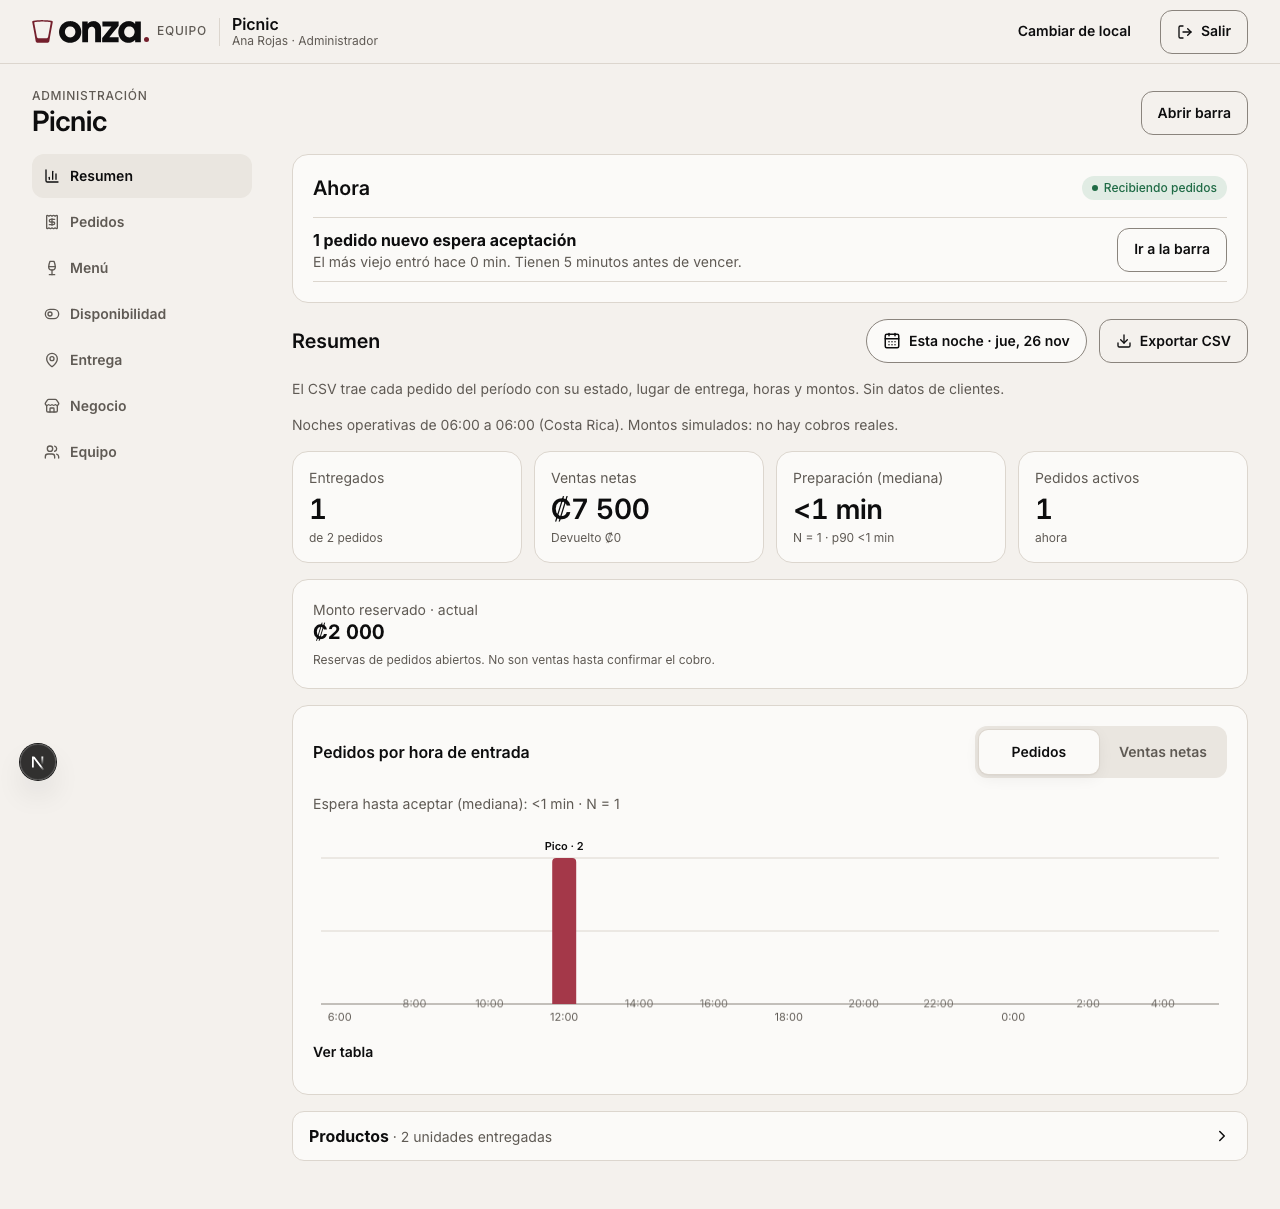 onza. EQUIPO
Picnic
Ana Rojas · Administrador
Cambiar de local
Salir
ADMINISTRACIÓN
Picnic
Abrir barra
Resumen
Pedidos
Menú
Disponibilidad
Entrega
Negocio
Equipo
Ahora
Recibiendo pedidos
1 pedido nuevo espera aceptación
El más viejo entró hace 0 min. Tienen 5 minutos antes de vencer.
Ir a la barra
Resumen
Esta noche · jue, 26 nov
Exportar CSV
El CSV trae cada pedido del período con su estado, lugar de entrega, horas y montos. Sin datos de clientes.
Noches operativas de 06:00 a 06:00 (Costa Rica). Montos simulados: no hay cobros reales.
Entregados
1
de 2 pedidos
Ventas netas
₡7 500
Devuelto ₡0
Preparación (mediana)
<1 min
N = 1 · p90 <1 min
Pedidos activos
1
ahora
Monto reservado · actual
₡2 000
Reservas de pedidos abiertos. No son ventas hasta confirmar el cobro.
Pedidos por hora de entrada
Pedidos
Ventas netas
Espera hasta aceptar (mediana): <1 min · N = 1
Pico · 2
8:00 10:00 14:00 16:00 20:00 22:00 2:00 4:00
6:00 12:00 18:00 0:00
Ver tabla
Productos · 2 unidades entregadas
N